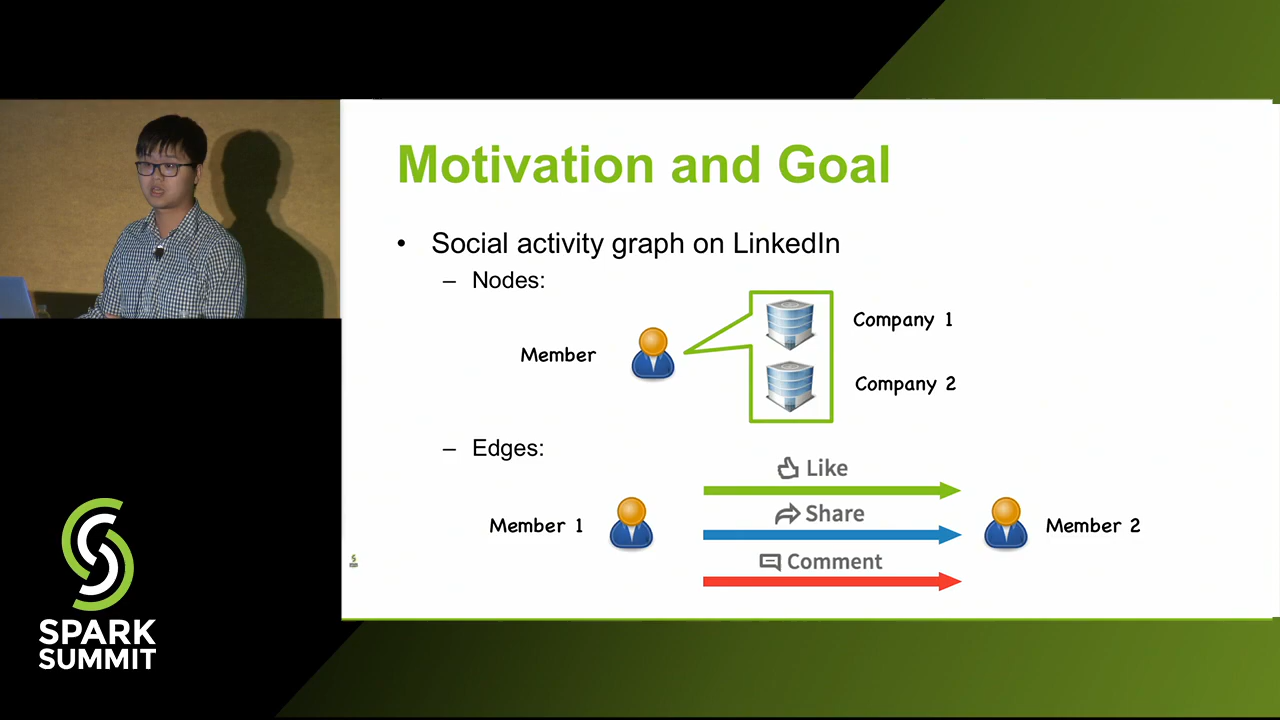 Motivation and Goal
• Social activity graph on LinkedIn
– Nodes:
Company 1
Member
Company 2
– Edges:
Like
Member 1
Share
Member 2
Comment
SPARK
SUMMIT